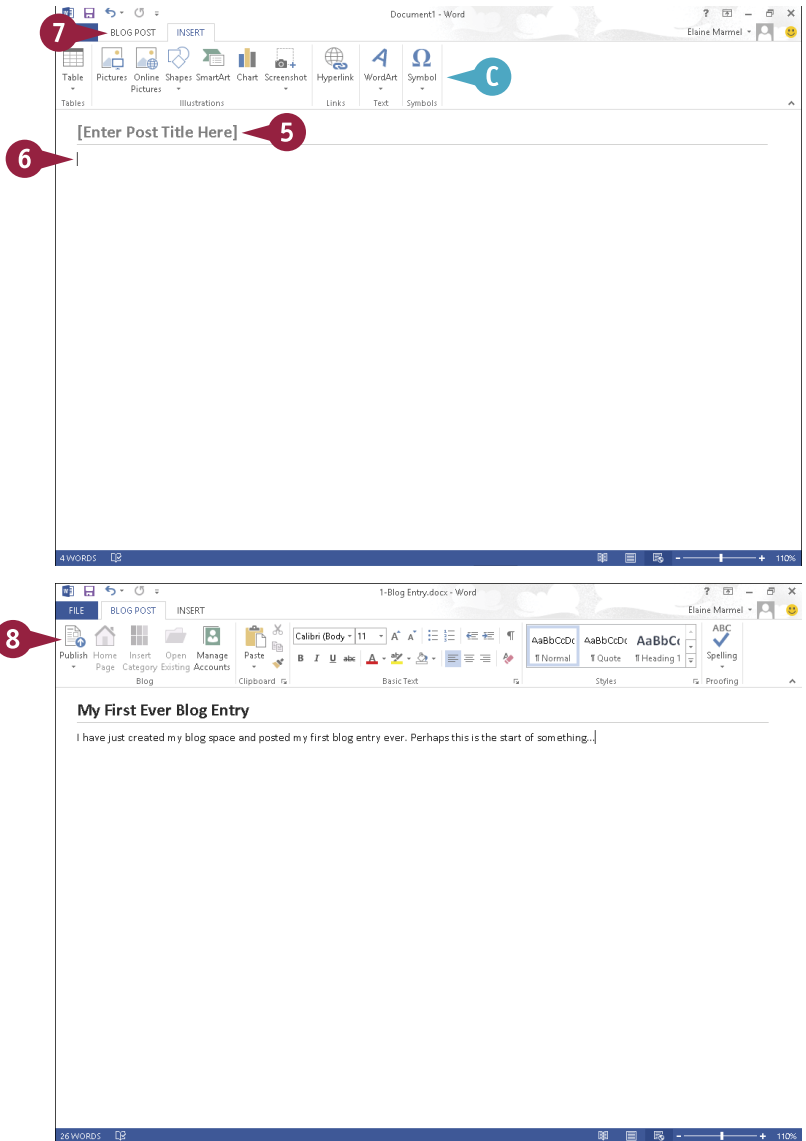 Document1 - Word
7
BLOG POST INSERT
Elaine Marmel
Table Pictures Online Pictures Shapes SmartArt Chart Screenshot Hyperlink WordArt Symbol
C
Tables Illustrations Links Text Symbols
[Enter Post Title Here]
5
6
4 WORDS
110%
1-Blog Entry.docx - Word
FILE BLOG POST INSERT
Elaine Marmel
8
Publish Home Page Insert Category Open Existing Manage Accounts Paste
Calibri (Body 11
B I U abc A
AaBbCcDc AaBbCcDc AaBbCc
¶ Normal ¶ Quote ¶ Heading 1
ABC
Spelling
Blog Clipboard Basic Text Styles Proofing
My First Ever Blog Entry
I have just created my blog space and posted my first blog entry ever. Perhaps this is the start of something...
26 WORDS
110%